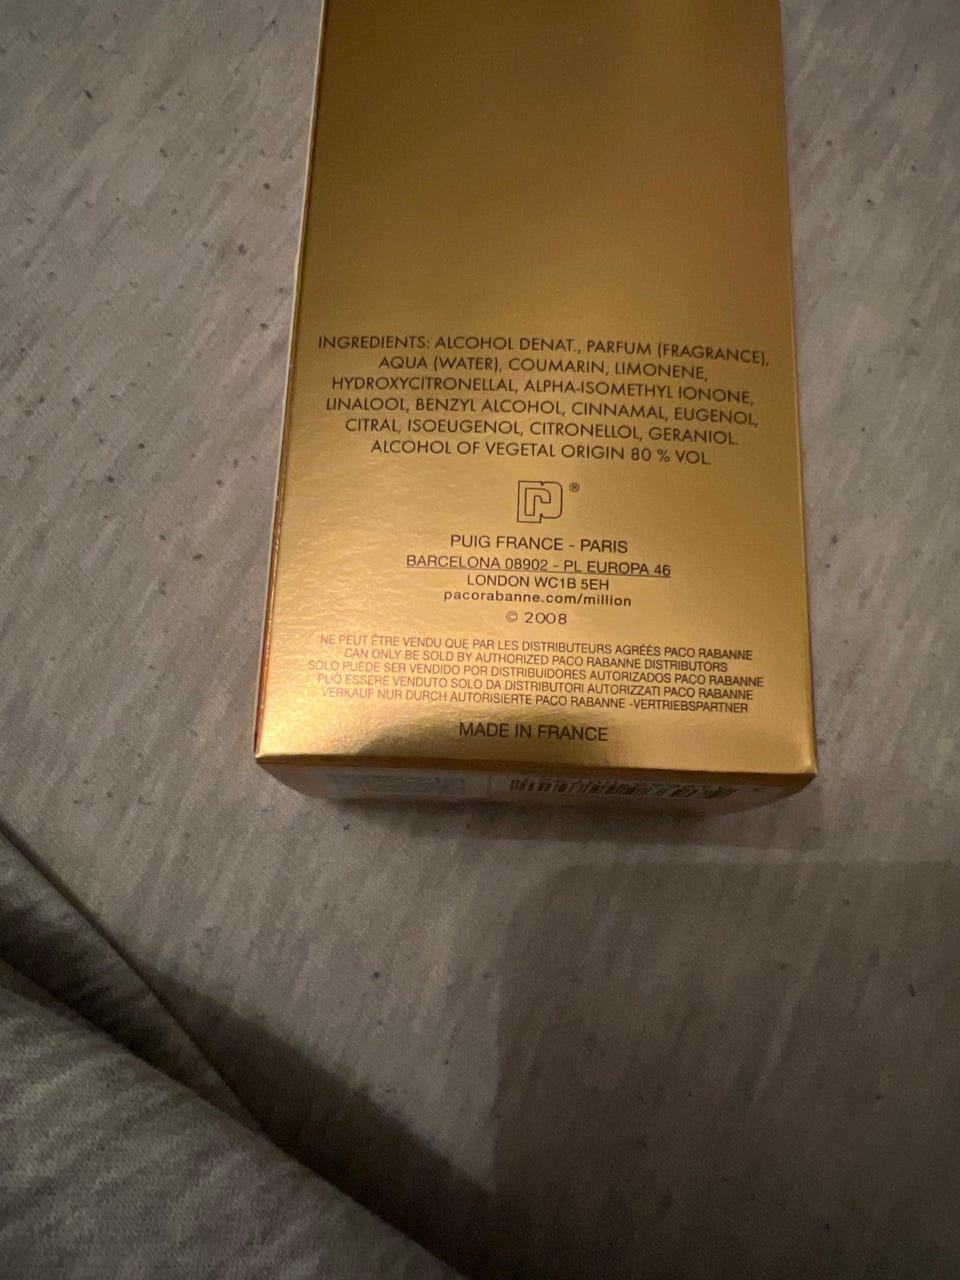 INGREDIENTS: ALCOHOL DENAT., PARFUM (FRAGRANCE),
AQUA (WATER), COUMARIN, LIMONENE,
HYDROXYCITRONELLAL, ALPHA-ISOMETHYL IONONE,
LINALOOL, BENZYL ALCOHOL, CINNAMAL, EUGENOL,
CITRAL, ISOEUGENOL, CITRONELLOL, GERANIOL.
ALCOHOL OF VEGETAL ORIGIN 80 % VOL.
®
PUIG FRANCE - PARIS
BARCELONA 08902 - PL EUROPA 46
LONDON WC1B 5EH
pacorabanne.com/million
© 2008
NE PEUT ÊTRE VENDU QUE PAR LES DISTRIBUTEURS AGRÉÉS PACO RABANNE
CAN ONLY BE SOLD BY AUTHORIZED PACO RABANNE DISTRIBUTORS
SÓLO PUEDE SER VENDIDO POR DISTRIBUIDORES AUTORIZADOS PACO RABANNE
PUÒ ESSERE VENDUTO SOLO DA DISTRIBUTORI AUTORIZZATI PACO RABANNE
VERKAUF NUR DURCH AUTORISIERTE PACO RABANNE -VERTRIEBSPARTNER
MADE IN FRANCE